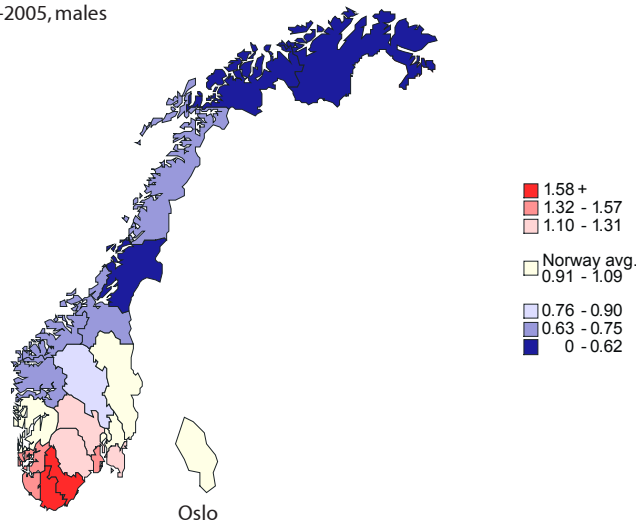 -2005, males
1.58 +
1.32 - 1.57
1.10 - 1.31
Norway avg.
0.91 - 1.09
0.76 - 0.90
0.63 - 0.75
0 - 0.62
Oslo